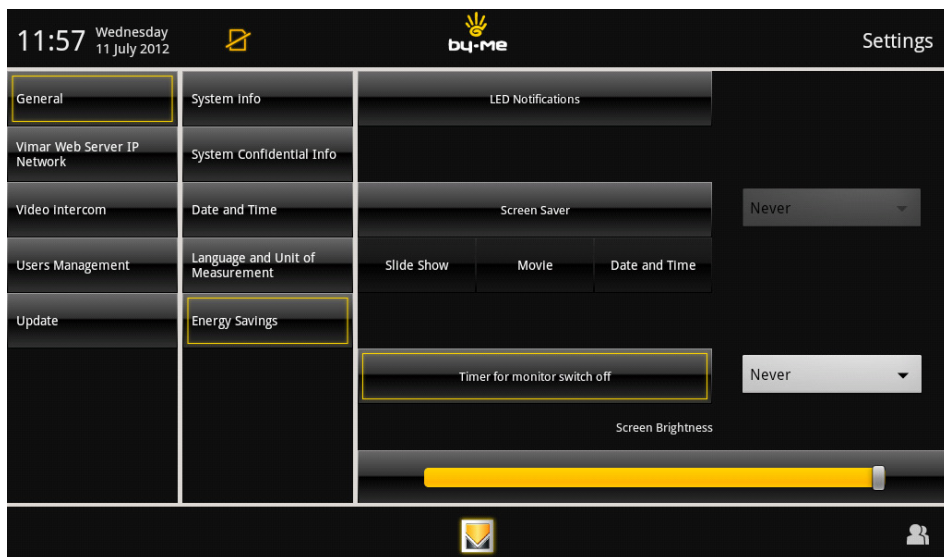 11:57
Wednesday
11 July 2012
by-me
Settings
General
Vimar Web Server IP
Network
Video Intercom
Users Management
Update
System Info
System Confidential Info
Date and Time
Language and Unit of
Measurement
Energy Savings
LED Notifications
Screen Saver
Never
Slide Show
Movie
Date and Time
Timer for monitor switch off
Never
Screen Brightness